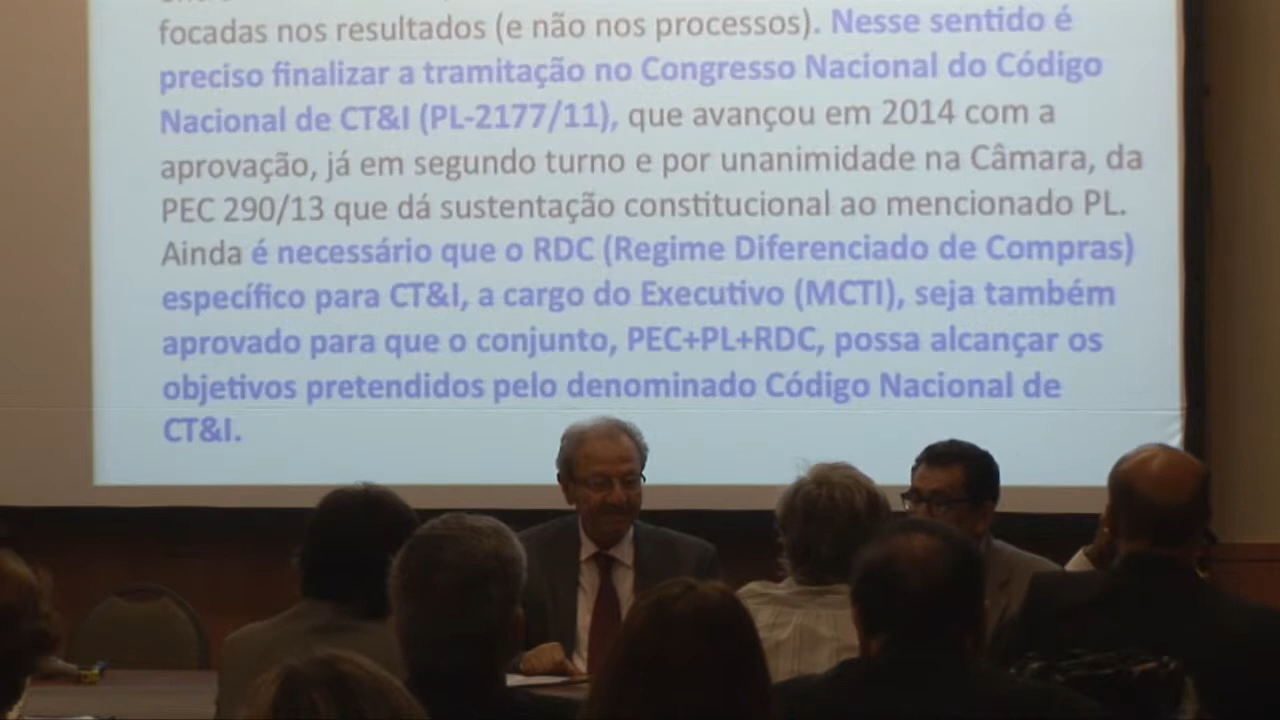 focadas nos resultados (e não nos processos). Nesse sentido é
preciso finalizar a tramitação no Congresso Nacional do Código
Nacional de CT&I (PL-2177/11), que avançou em 2014 com a
aprovação, já em segundo turno e por unanimidade na Câmara, da
PEC 290/13 que dá sustentação constitucional ao mencionado PL.
Ainda é necessário que o RDC (Regime Diferenciado de Compras)
específico para CT&I, a cargo do Executivo (MCTI), seja também
aprovado para que o conjunto, PEC+PL+RDC, possa alcançar os
objetivos pretendidos pelo denominado Código Nacional de
CT&I.